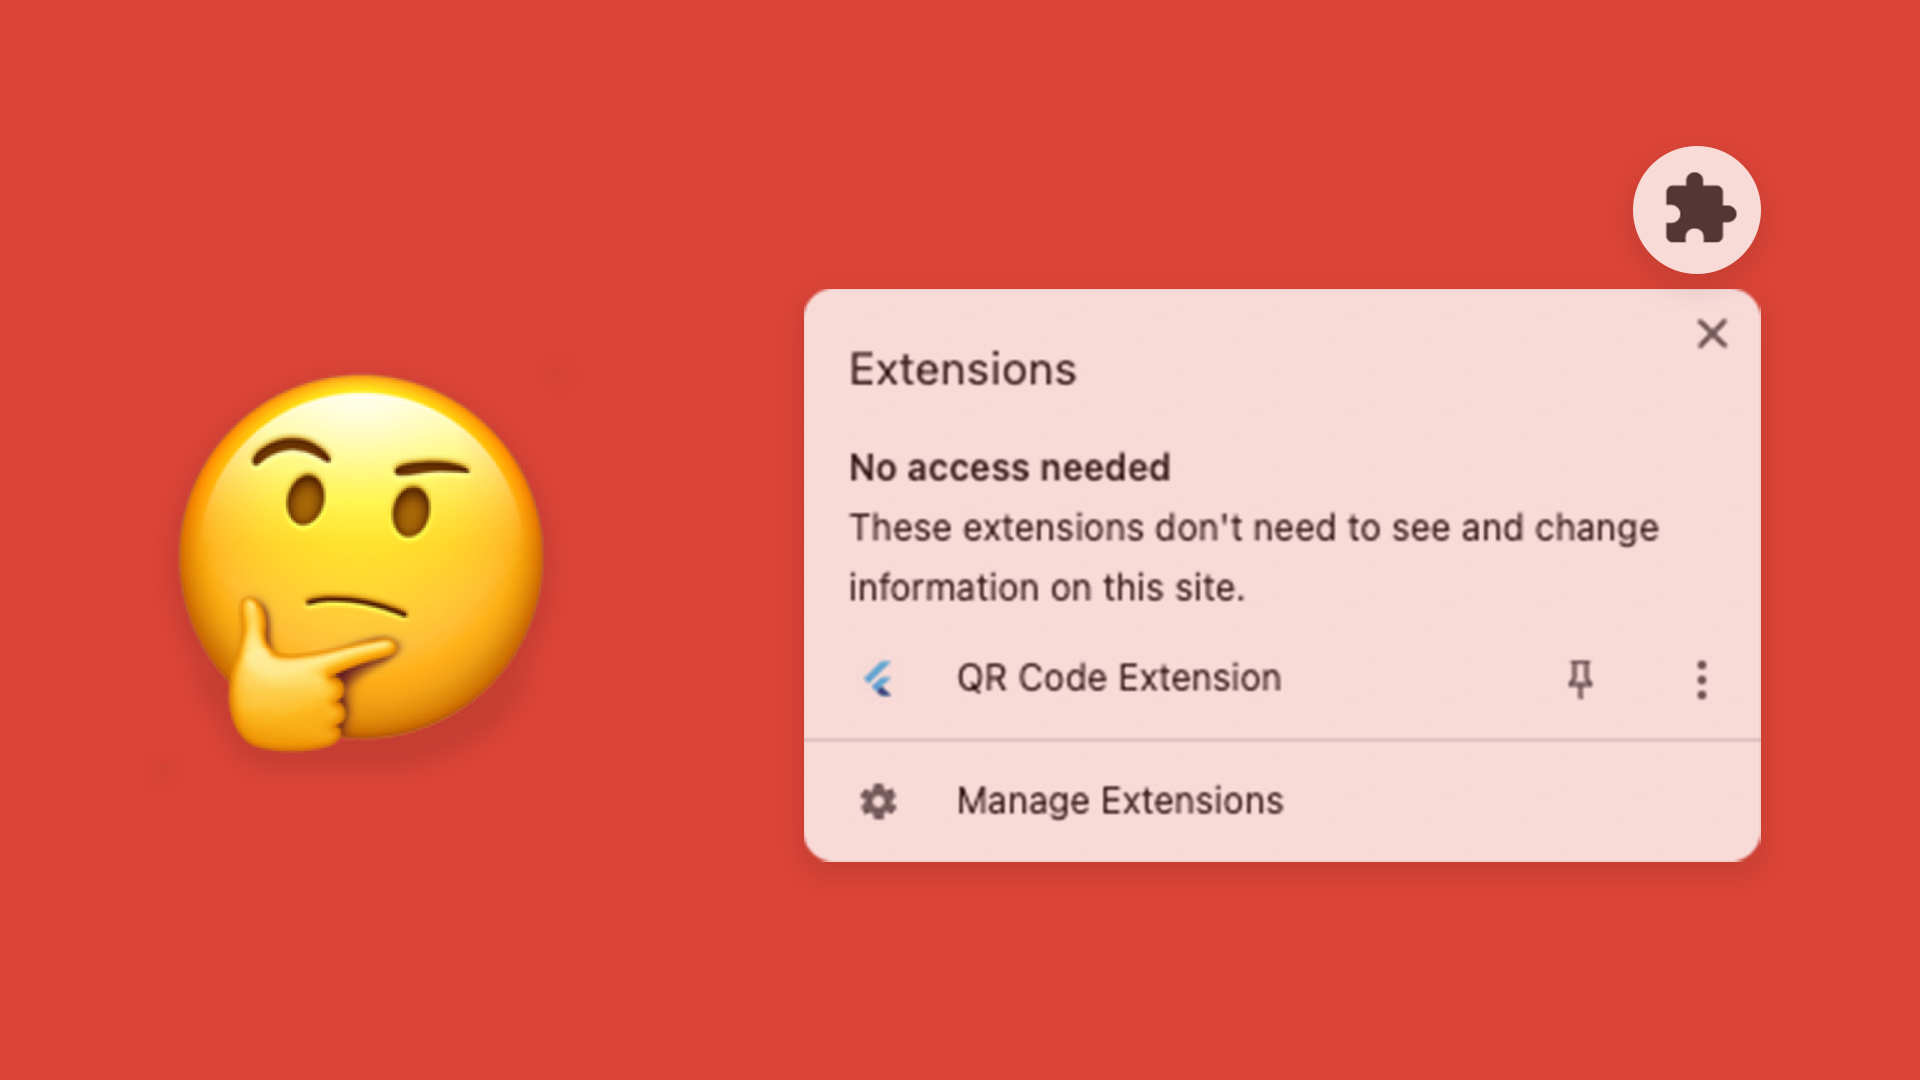 Extensions
No access needed
These extensions don't need to see and change
information on this site.
QR Code Extension
Manage Extensions